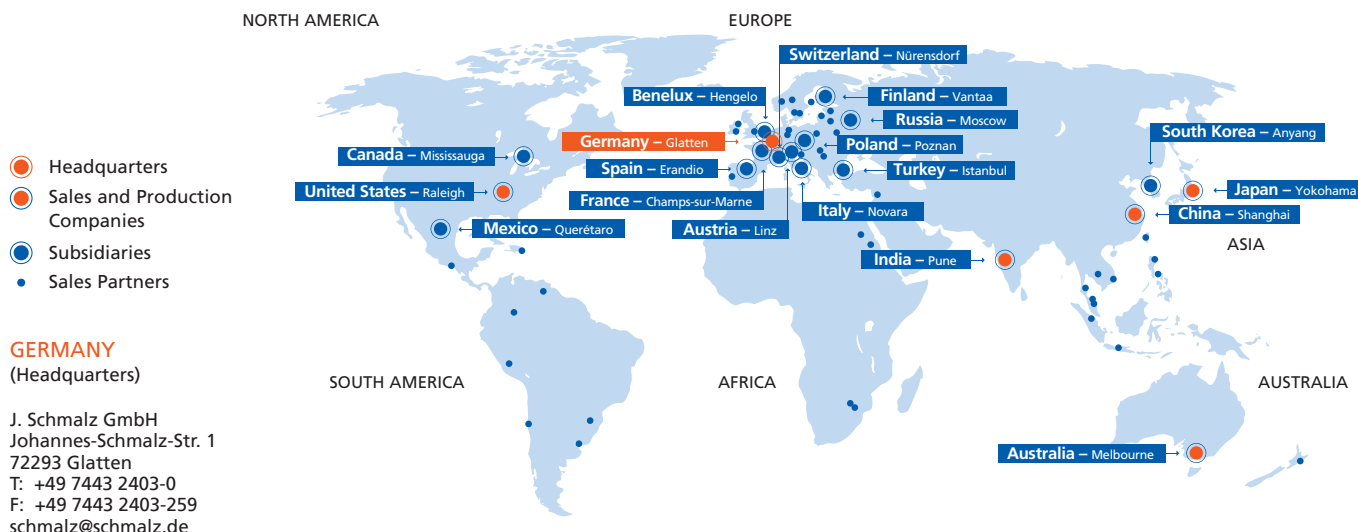 NORTH AMERICA
EUROPE
Switzerland – Nürensdorf
Benelux – Hengelo
Finland – Vantaa
Russia – Moscow
South Korea – Anyang
Germany – Glatten
Poland – Poznan
Canada – Mississauga
Spain – Erandio
Turkey – Istanbul
United States – Raleigh
Japan – Yokohama
France – Champs-sur-Marne
Italy – Novara
China – Shanghai
Mexico – Querétaro
Austria – Linz
ASIA
India – Pune
Headquarters
Sales and Production
Companies
Subsidiaries
Sales Partners
SOUTH AMERICA
AFRICA
AUSTRALIA
Australia – Melbourne
GERMANY
(Headquarters)
J. Schmalz GmbH
Johannes-Schmalz-Str. 1
72293 Glatten
T: +49 7443 2403-0
F: +49 7443 2403-259
schmalz@schmalz.de